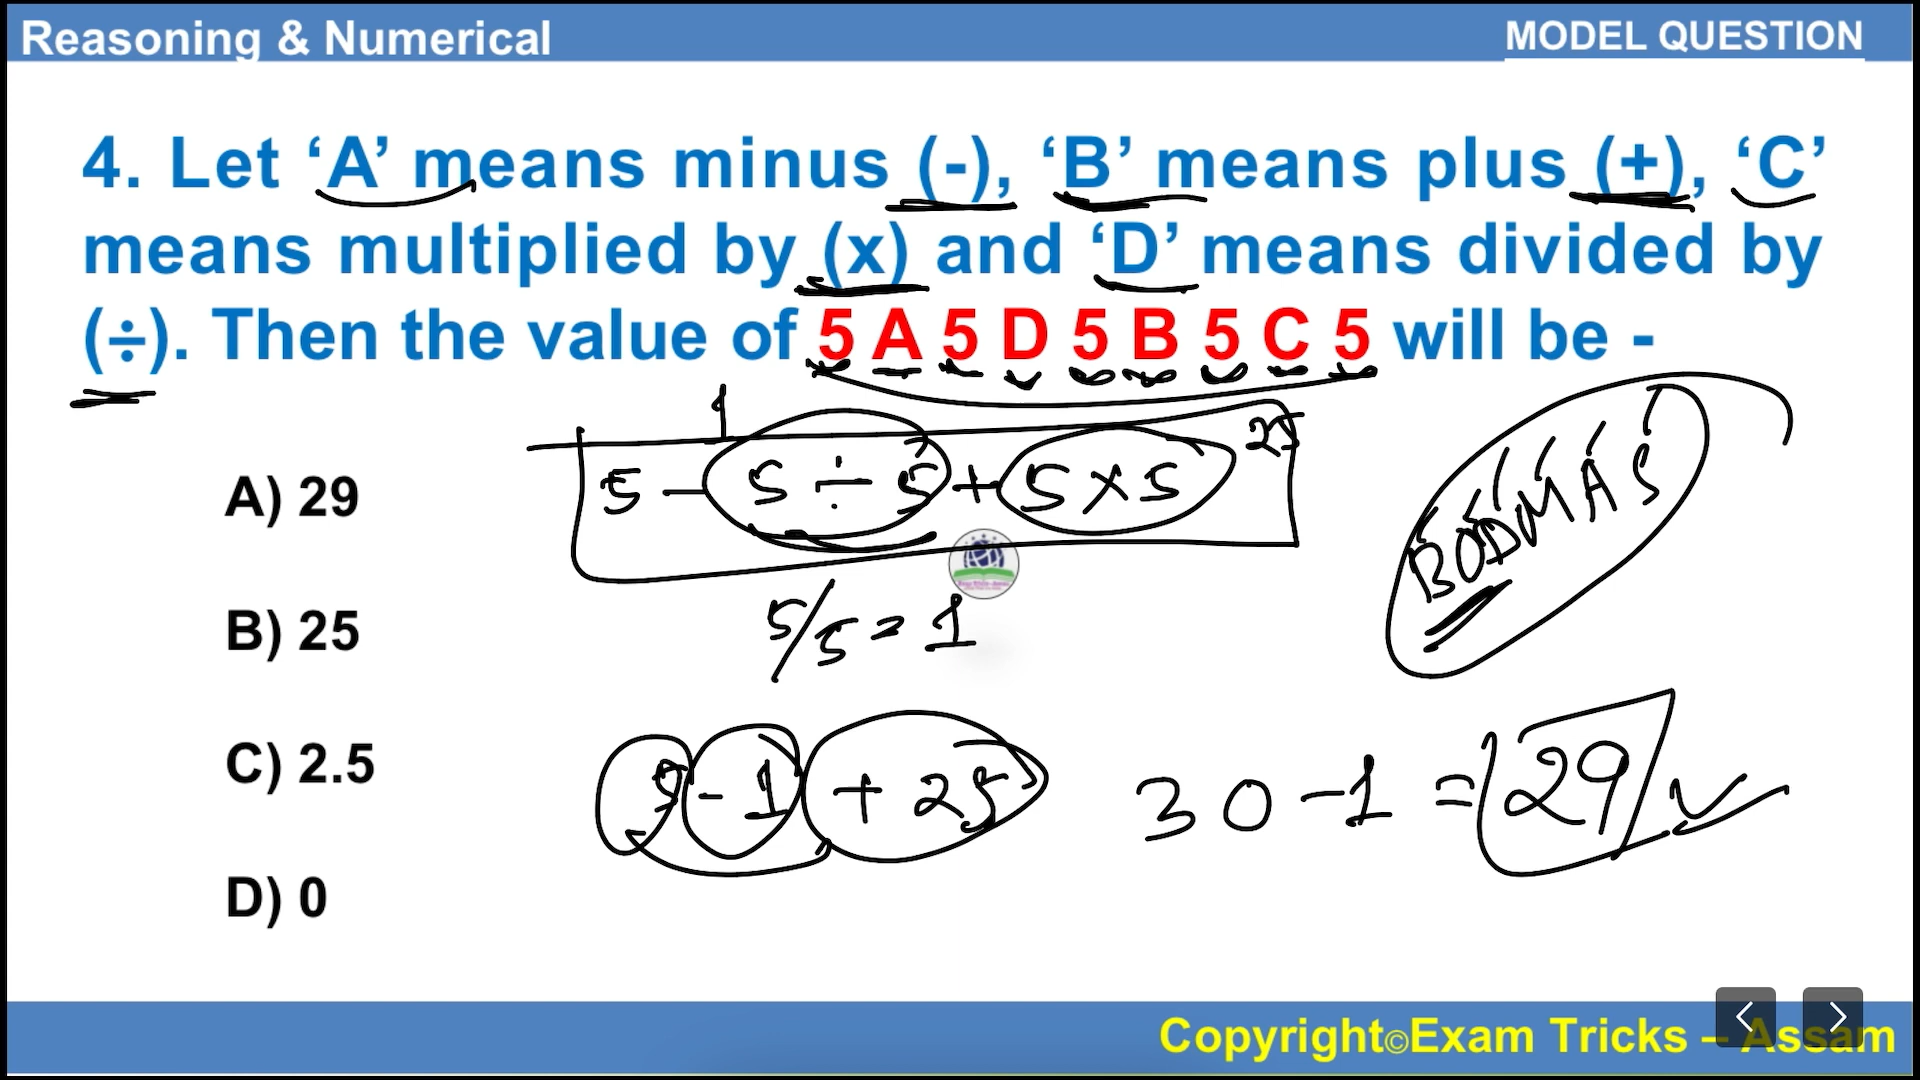 Reasoning & Numerical
MODEL QUESTION
4. Let ‘A’ means minus (-), ‘B’ means plus (+), ‘C’
means multiplied by (x) and ‘D’ means divided by
(÷). Then the value of 5 A 5 D 5 B 5 C 5 will be -
1
25
5 - 5 ÷ 5 + 5 × 5
BODMAS
A) 29
B) 25
5/5 = 1
C) 2.5
5 - 1 + 25
30 - 1 = 29
D) 0
Copyright©Exam Tricks – Assam